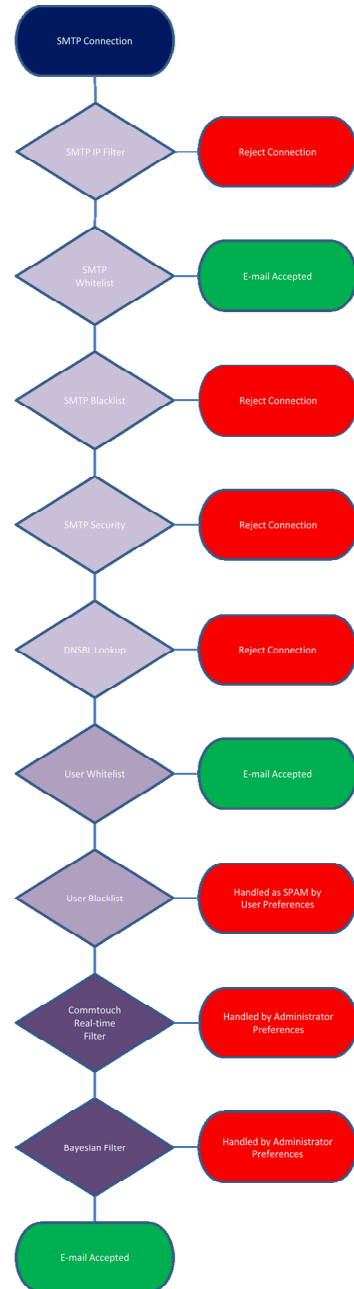 SMTP Connection
SMTP IP Filter
Reject Connection
SMTP
Whitelist
E-mail Accepted
SMTP Blacklist
Reject Connection
SMTP Security
Reject Connection
DNSBL Lookup
Reject Connection
User Whitelist
E-mail Accepted
User Blacklist
Handled as SPAM by
User Preferences
Commtouch
Real-time
Filter
Handled by Administrator
Preferences
Bayesian Filter
Handled by Administrator
Preferences
E-mail Accepted